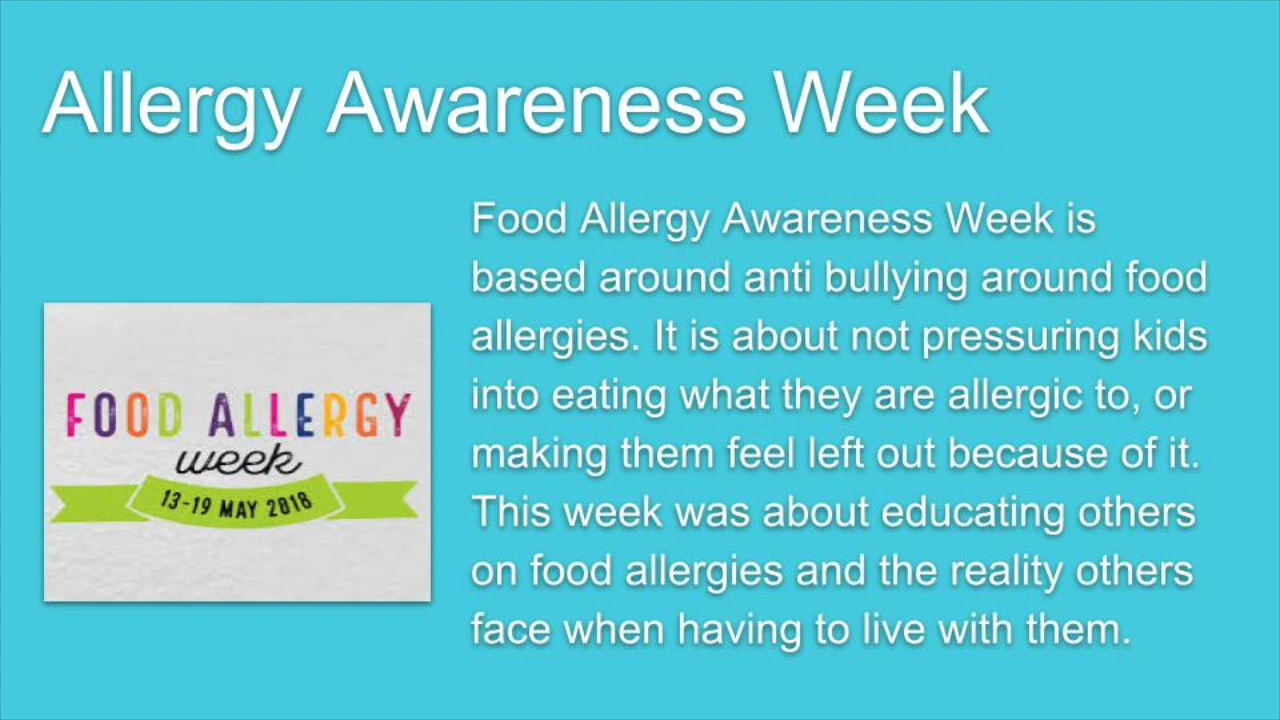 Allergy Awareness Week
Food Allergy Awareness Week is
based around anti bullying around food
allergies. It is about not pressuring kids
into eating what they are allergic to, or
making them feel left out because of it.
This week was about educating others
on food allergies and the reality others
face when having to live with them.
FOOD ALLERGY
week
13-19 MAY 2018